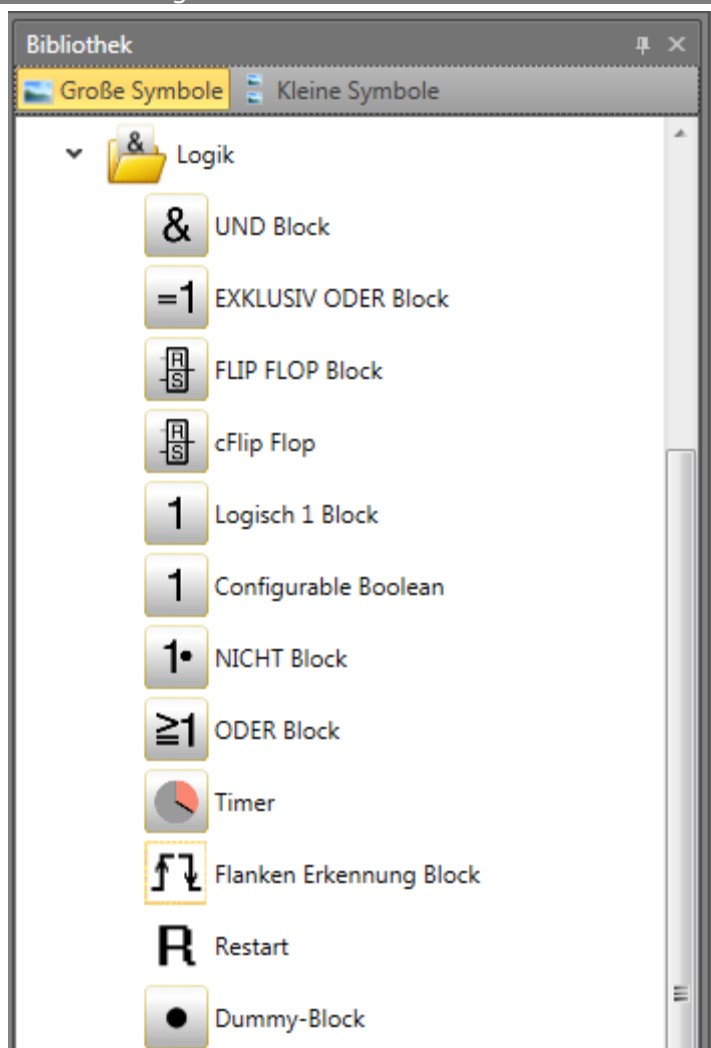 Bibliothek
Große Symbole Kleine Symbole
& Logik
& UND Block
=1 EXKLUSIV ODER Block
R S FLIP FLOP Block
R S cFlip Flop
1 Logisch 1 Block
1 Configurable Boolean
1• NICHT Block
≧1 ODER Block
Timer
Flanken Erkennung Block
R Restart
Dummy-Block